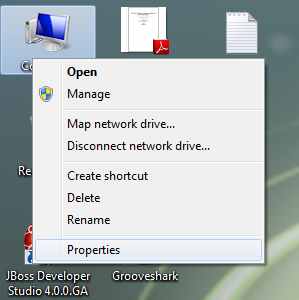 Co
Open
Manage
Map network drive...
Disconnect network drive...
Create shortcut
Delete
Rename
Re
Properties
JBoss Developer
Studio 4.0.0.GA
Grooveshark